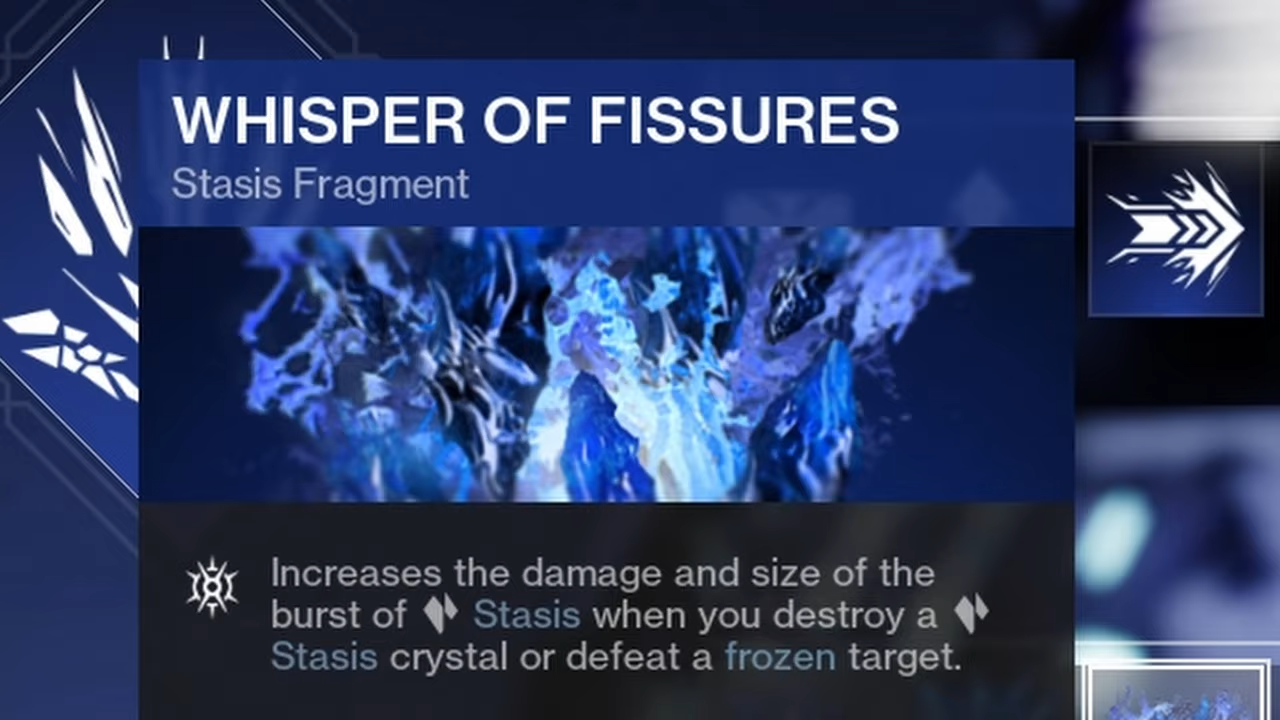 WHISPER OF FISSURES
Stasis Fragment
Increases the damage and size of the
burst of Stasis when you destroy a
Stasis crystal or defeat a frozen target.